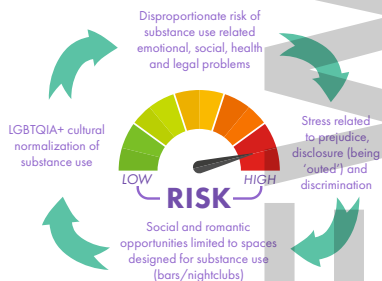 Disproportionate risk of
substance use related
emotional, social, health
and legal problems
Stress related
to prejudice,
disclosure (being
'outed') and
discrimination
Social and romantic
opportunities limited to spaces
designed for substance use
(bars/nightclubs)
LGBTQIA+ cultural
normalization of
substance use
LOW
HIGH
RISK